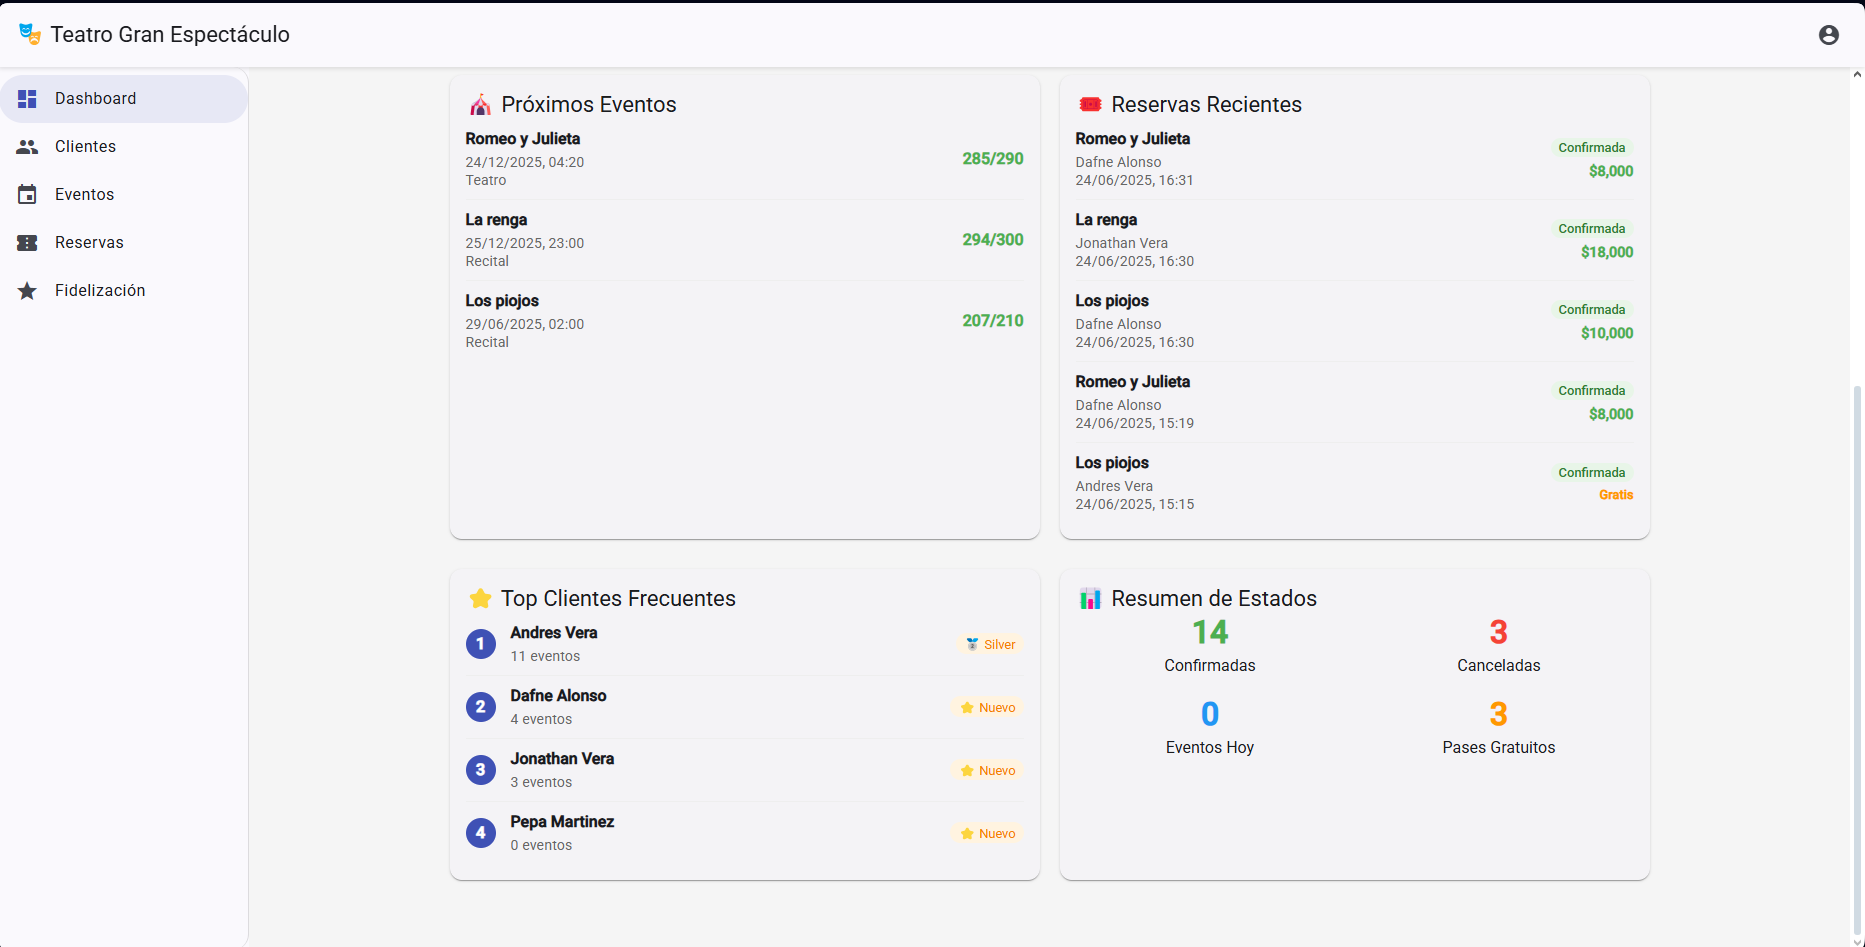 Teatro Gran Espectáculo
Dashboard
Clientes
Eventos
Reservas
Fidelización
Próximos Eventos
Romeo y Julieta
24/12/2025, 04:20
Teatro
285/290
La renga
25/12/2025, 23:00
Recital
294/300
Los piojos
29/06/2025, 02:00
Recital
207/210
Reservas Recientes
Romeo y Julieta
Dafne Alonso
24/06/2025, 16:31
Confirmada
$8,000
La renga
Jonathan Vera
24/06/2025, 16:30
Confirmada
$18,000
Los piojos
Dafne Alonso
24/06/2025, 16:30
Confirmada
$10,000
Romeo y Julieta
Dafne Alonso
24/06/2025, 15:19
Confirmada
$8,000
Los piojos
Andres Vera
24/06/2025, 15:15
Confirmada
Gratis
Top Clientes Frecuentes
1
Andres Vera
11 eventos
Silver
2
Dafne Alonso
4 eventos
Nuevo
3
Jonathan Vera
3 eventos
Nuevo
4
Pepa Martinez
0 eventos
Nuevo
Resumen de Estados
14
Confirmadas
3
Canceladas
0
Eventos Hoy
3
Pases Gratuitos